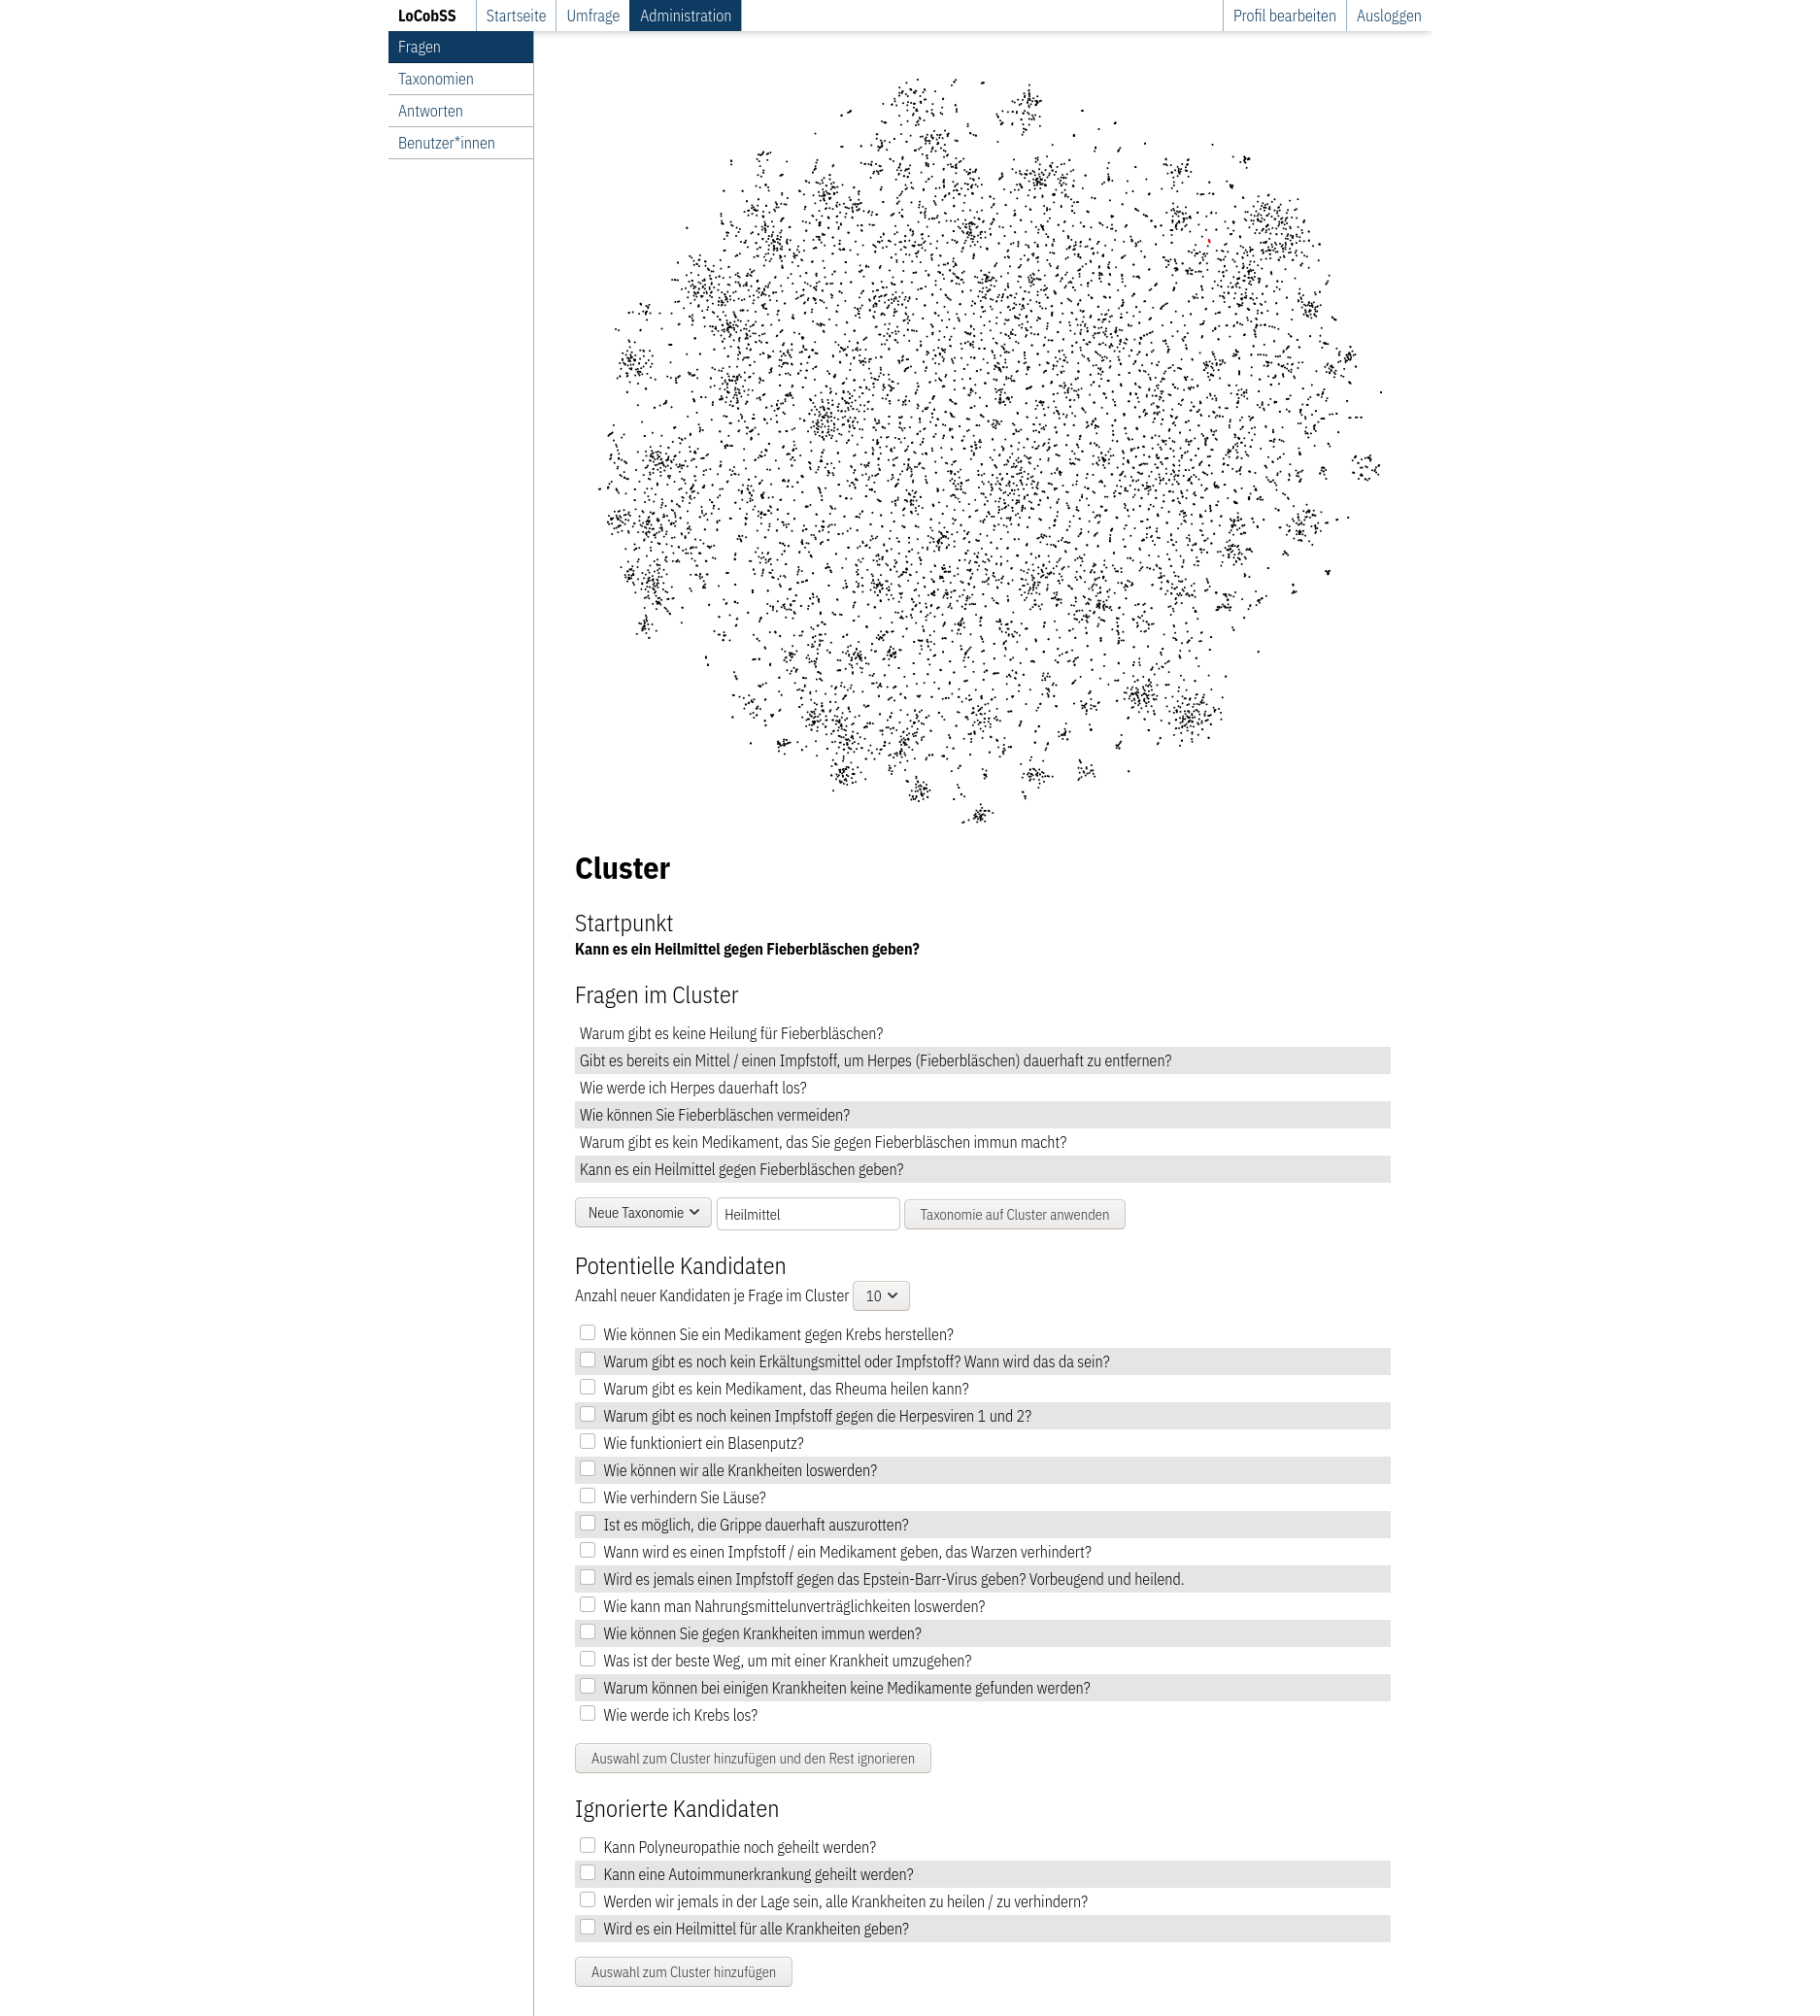 LoCobSS Startseite Umfrage Administration Profil bearbeiten Ausloggen
Fragen
Taxonomien
Antworten
Benutzer*innen
Cluster
Startpunkt
Kann es ein Heilmittel gegen Fieberbläschen geben?
Fragen im Cluster
Warum gibt es keine Heilung für Fieberbläschen?
Gibt es bereits ein Mittel / einen Impfstoff, um Herpes (Fieberbläschen) dauerhaft zu entfernen?
Wie werde ich Herpes dauerhaft los?
Wie können Sie Fieberbläschen vermeiden?
Warum gibt es kein Medikament, das Sie gegen Fieberbläschen immun macht?
Kann es ein Heilmittel gegen Fieberbläschen geben?
Neue Taxonomie Heilmittel Taxonomie auf Cluster anwenden
Potentielle Kandidaten
Anzahl neuer Kandidaten je Frage im Cluster 10
Wie können Sie ein Medikament gegen Krebs herstellen?
Warum gibt es noch kein Erkältungsmittel oder Impfstoff? Wann wird das da sein?
Warum gibt es kein Medikament, das Rheuma heilen kann?
Warum gibt es noch keinen Impfstoff gegen die Herpesviren 1 und 2?
Wie funktioniert ein Blasenputz?
Wie können wir alle Krankheiten loswerden?
Wie verhindern Sie Läuse?
Ist es möglich, die Grippe dauerhaft auszurotten?
Wann wird es einen Impfstoff / ein Medikament geben, das Warzen verhindert?
Wird es jemals einen Impfstoff gegen das Epstein-Barr-Virus geben? Vorbeugend und heilend.
Wie kann man Nahrungsmittelunverträglichkeiten loswerden?
Wie können Sie gegen Krankheiten immun werden?
Was ist der beste Weg, um mit einer Krankheit umzugehen?
Warum können bei einigen Krankheiten keine Medikamente gefunden werden?
Wie werde ich Krebs los?
Auswahl zum Cluster hinzufügen und den Rest ignorieren
Ignorierte Kandidaten
Kann Polyneuropathie noch geheilt werden?
Kann eine Autoimmunerkrankung geheilt werden?
Werden wir jemals in der Lage sein, alle Krankheiten zu heilen / zu verhindern?
Wird es ein Heilmittel für alle Krankheiten geben?
Auswahl zum Cluster hinzufügen